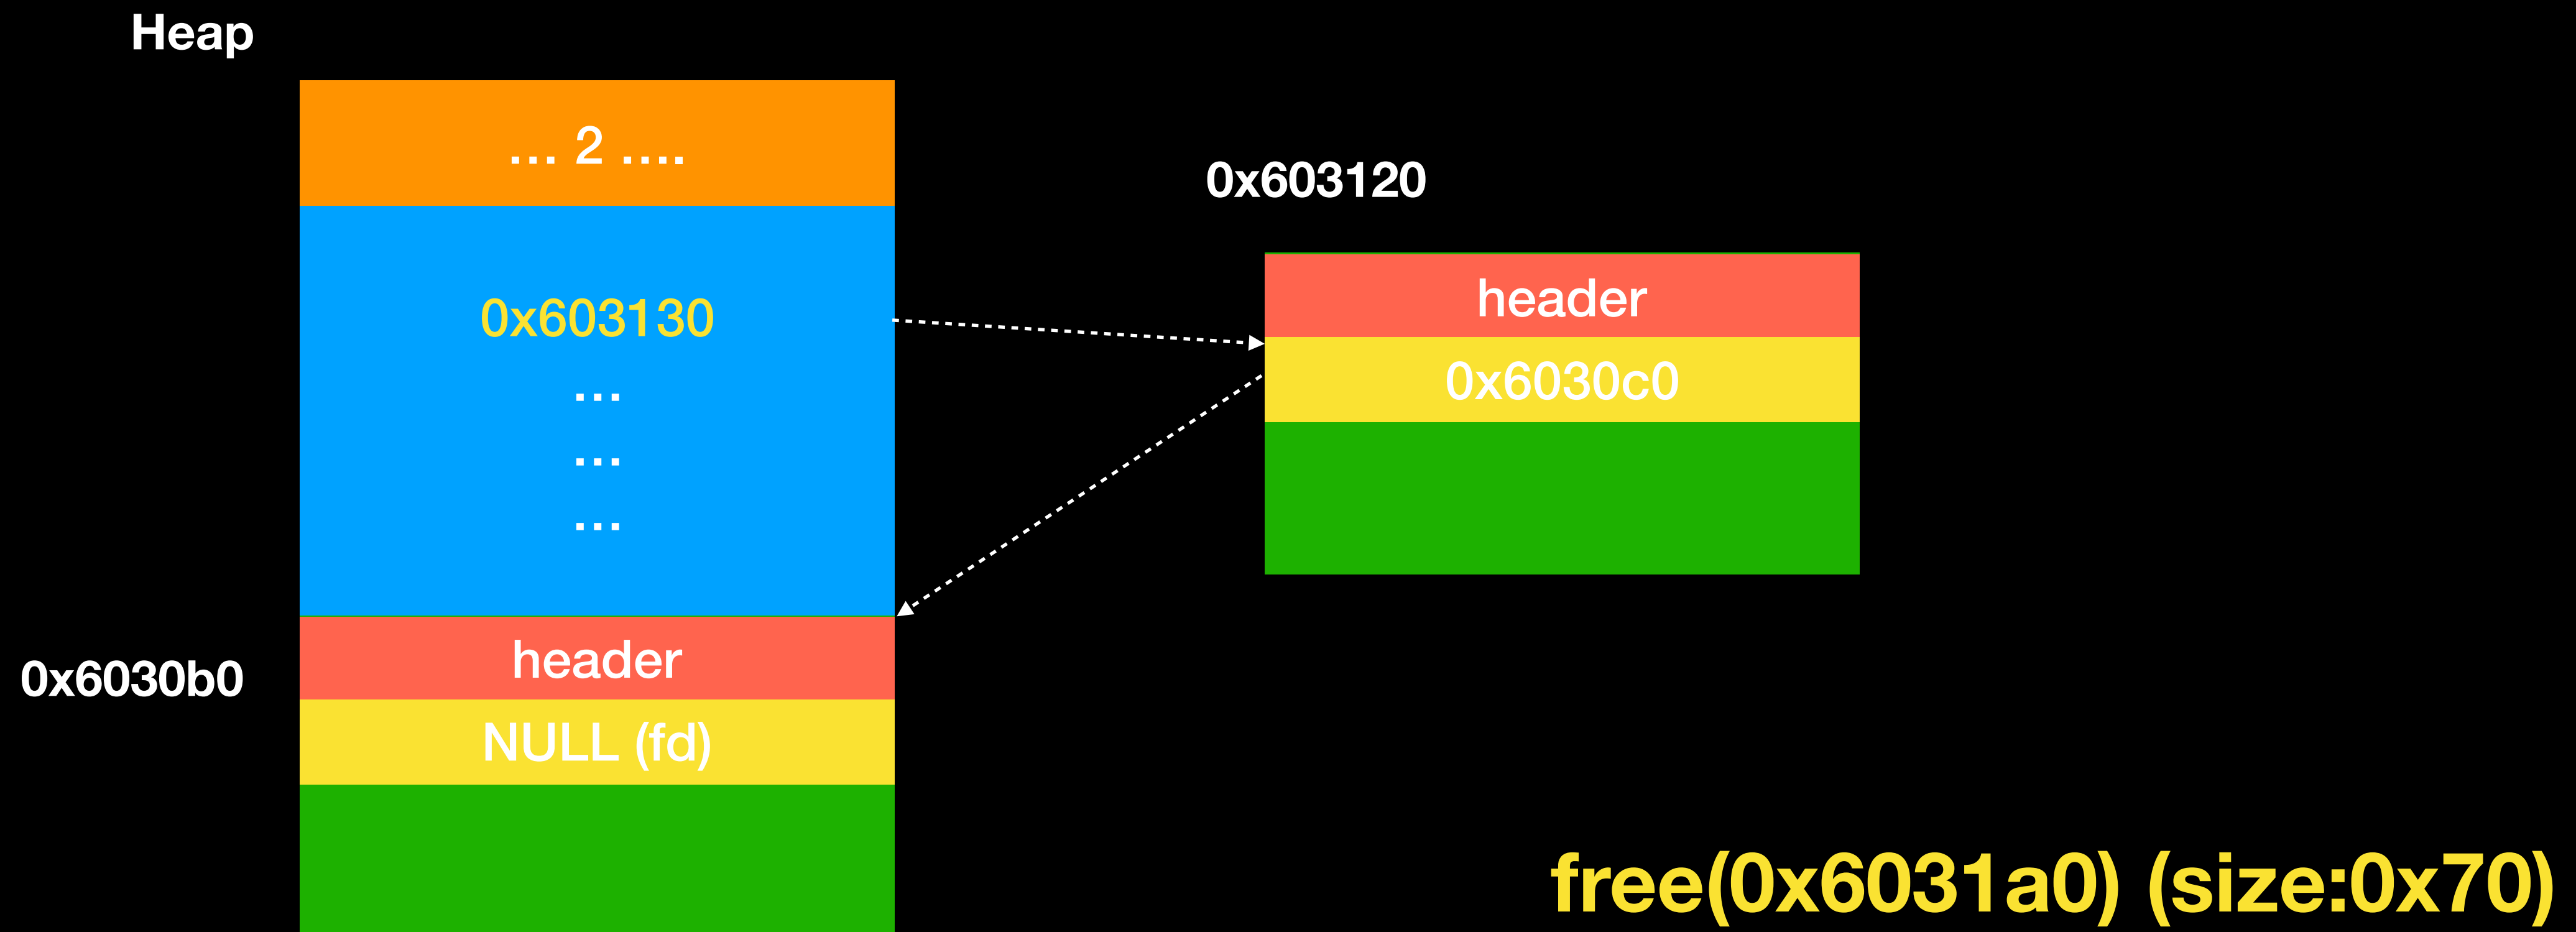 Heap
… 2 ….
0x603130
…
…
…
0x603120
header
0x6030c0
0x6030b0
header
NULL (fd)
free(0x6031a0) (size:0x70)